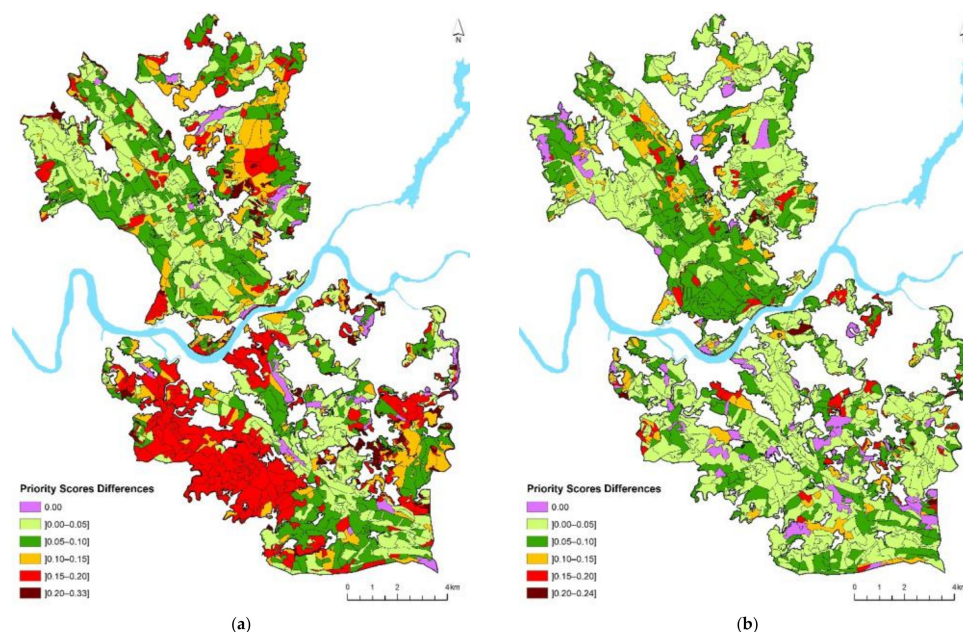 N
Priority Scores Differences
0.00
]0.00–0.05]
]0.05–0.10]
]0.10–0.15]
]0.15–0.20]
]0.20–0.33]
0 1 2 4 km
(a)
N
Priority Scores Differences
0.00
]0.00–0.05]
]0.05–0.10]
]0.10–0.15]
]0.15–0.20]
]0.20–0.24]
0 1 2 4 km
(b)